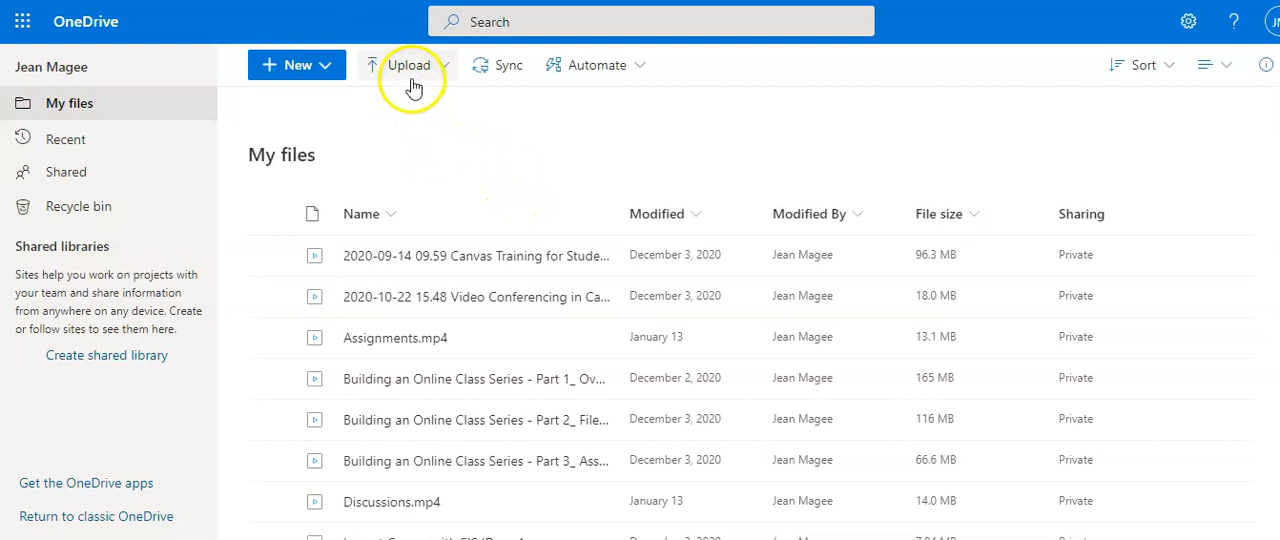 OneDrive
Search
? JM
Jean Magee
New Upload Sync Automate Sort
My files
Recent
Shared
Recycle bin
Shared libraries
Sites help you work on projects with
your team and share information
from anywhere on any device. Create
or follow sites to see them here.
Create shared library
Get the OneDrive apps
Return to classic OneDrive
My files
Name Modified Modified By File size Sharing
2020-09-14 09.59 Canvas Training for Stude... December 3, 2020 Jean Magee 96.3 MB Private
2020-10-22 15.48 Video Conferencing in Ca... December 3, 2020 Jean Magee 18.0 MB Private
Assignments.mp4 January 13 Jean Magee 13.1 MB Private
Building an Online Class Series - Part 1_ Ov... December 2, 2020 Jean Magee 165 MB Private
Building an Online Class Series - Part 2_ File... December 3, 2020 Jean Magee 116 MB Private
Building an Online Class Series - Part 3_ Ass... December 3, 2020 Jean Magee 66.6 MB Private
Discussions.mp4 January 13 Jean Magee 14.0 MB Private